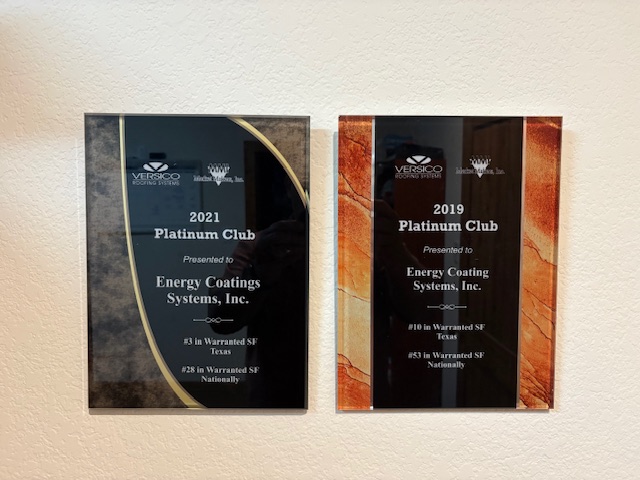 VERSICO
ROOFING SYSTEMS
2021
Platinum Club
Presented to
Energy Coatings
Systems, Inc.
#3 in Warranted SF
Texas
#28 in Warranted SF
Nationally
VERSICO
ROOFING SYSTEMS
2019
Platinum Club
Presented to
Energy Coating
Systems, Inc.
#10 in Warranted SF
Texas
#53 in Warranted SF
Nationally